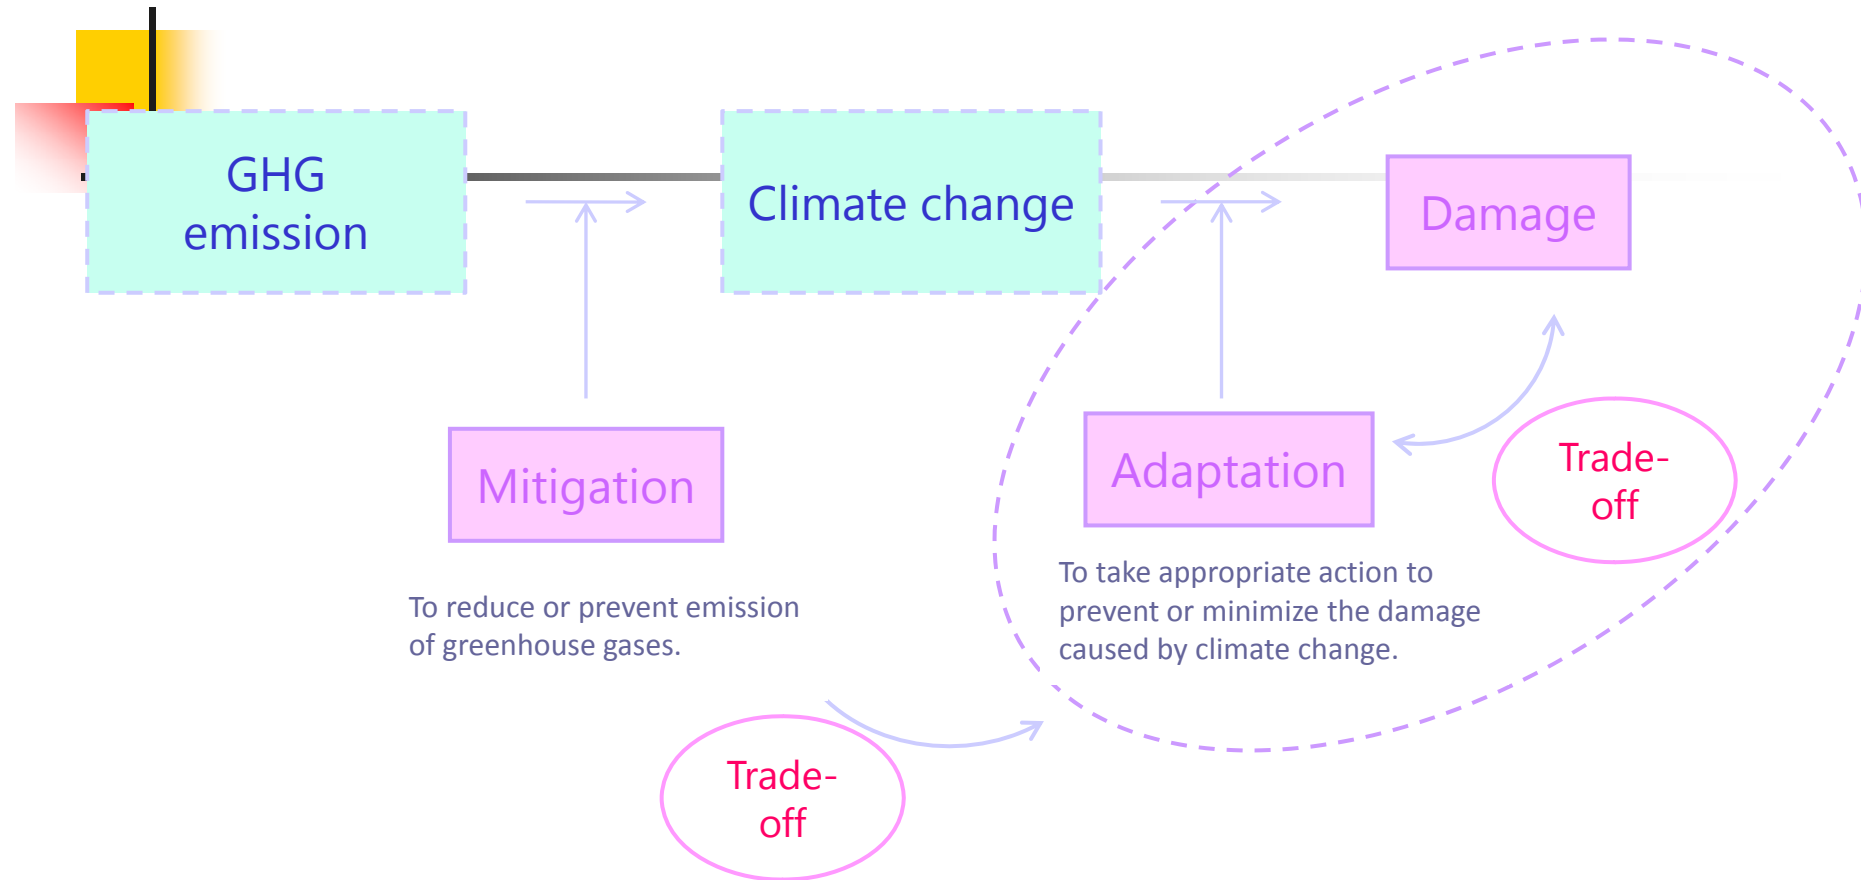 GHG
emission
Climate change
Damage
Mitigation
Adaptation
Trade-
off
To reduce or prevent emission
of greenhouse gases.
To take appropriate action to
prevent or minimize the damage
caused by climate change.
Trade-
off